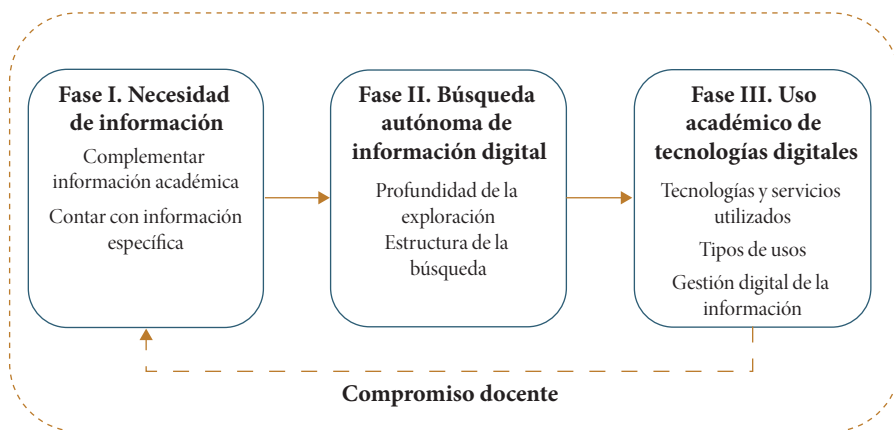 Fase I. Necesidad
de información
Complementar
información académica
Contar con información
específica
Fase II. Búsqueda
autónoma de
información digital
Profundidad de la
exploración
Estructura de la
búsqueda
Fase III. Uso
académico de
tecnologías digitales
Tecnologías y servicios
utilizados
Tipos de usos
Gestión digital de la
información
Compromiso docente